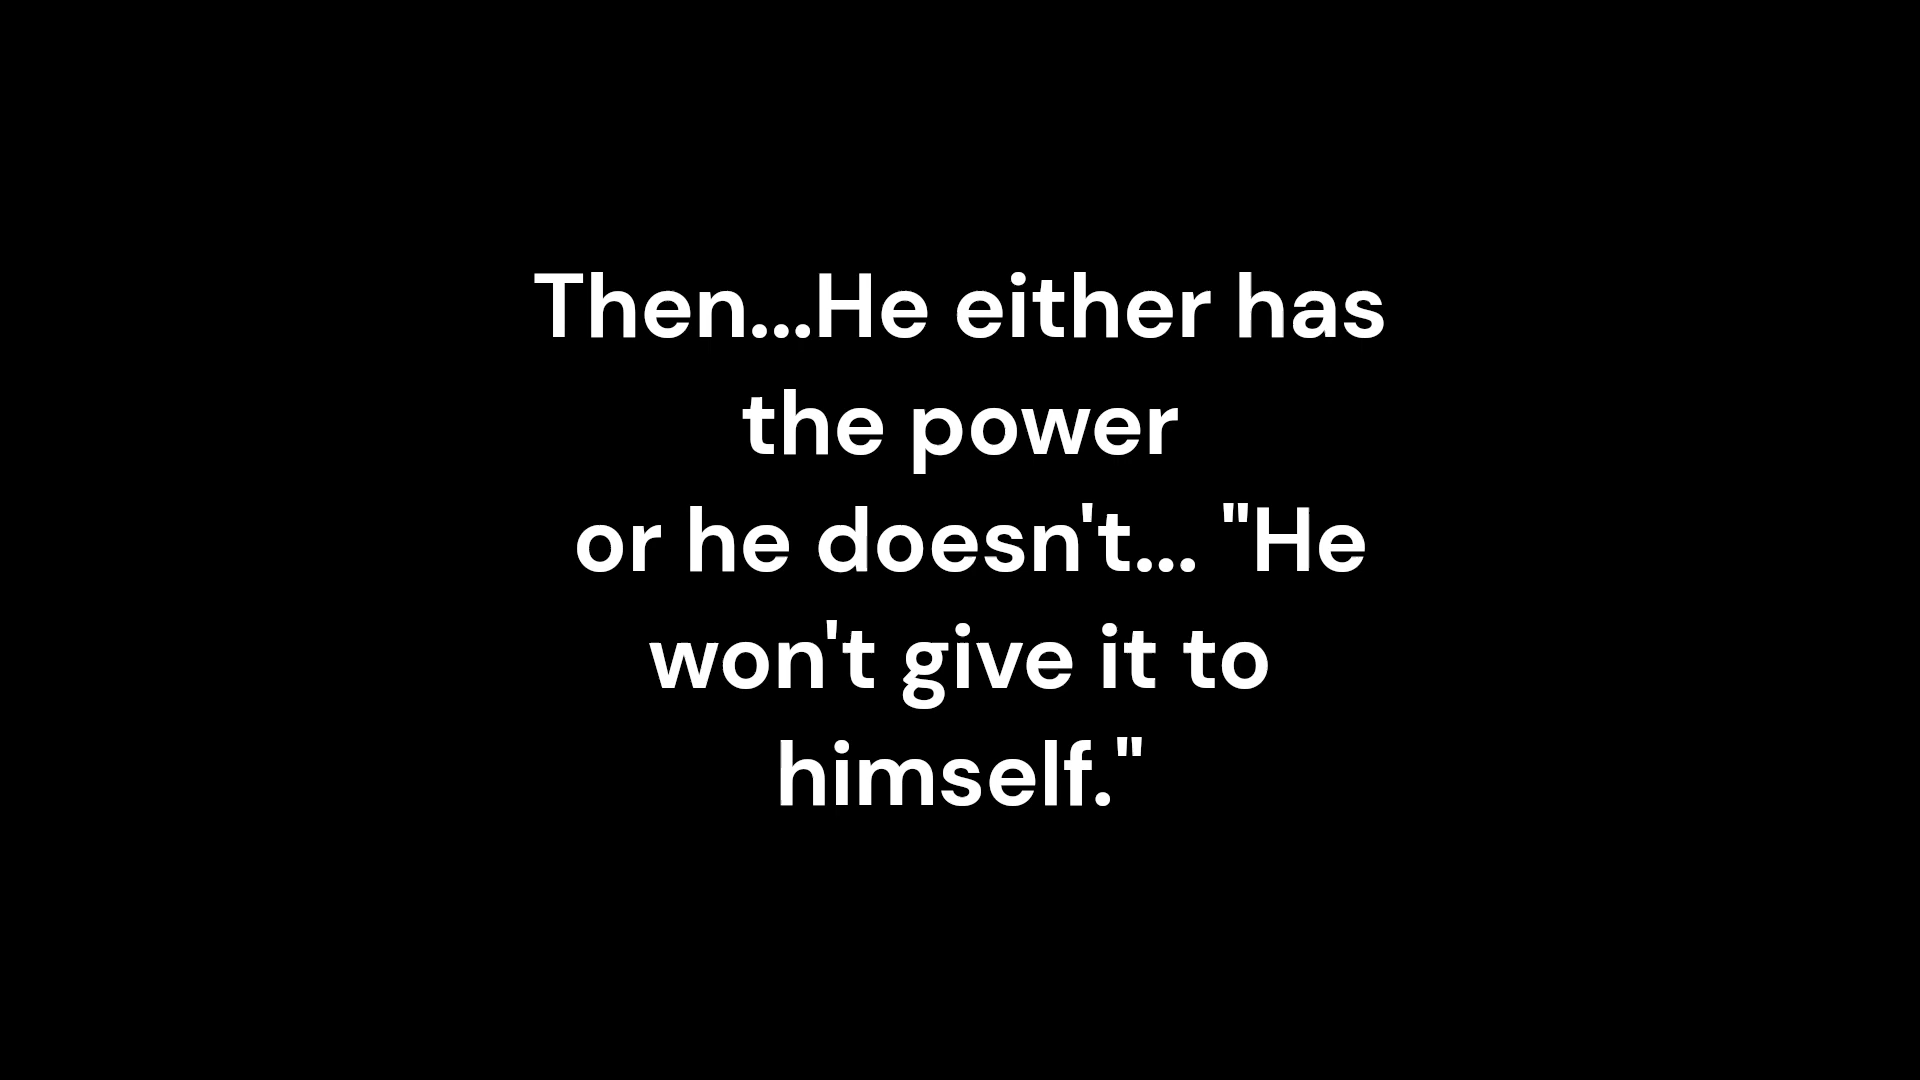 Then...He either has
the power
or he doesn't... "He
won't give it to
himself."